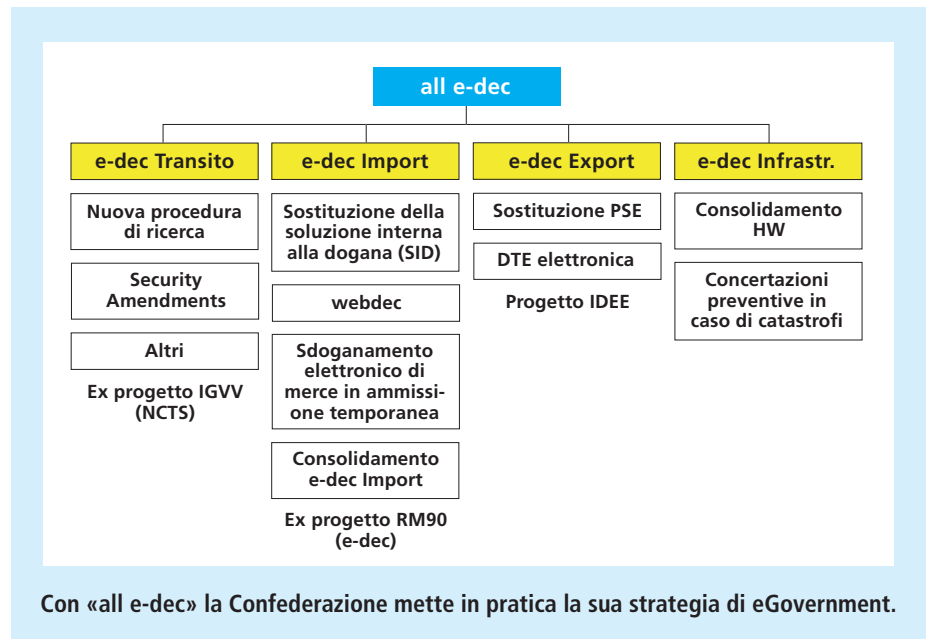 all e-dec
e-dec Transito
Nuova procedura
di ricerca
Security
Amendments
Altri
Ex progetto IGVV
(NCTS)
e-dec Import
Sostituzione della
soluzione interna
alla dogana (SID)
webdec
Sdoganamento
elettronico di
merce in ammissi-
one temporanea
Consolidamento
e-dec Import
Ex progetto RM90
(e-dec)
e-dec Export
Sostituzione PSE
DTE elettronica
Progetto IDEE
e-dec Infrastr.
Consolidamento
HW
Concertazioni
preventive in
caso di catastrofi
Con «all e-dec» la Confederazione mette in pratica la sua strategia di eGovernment.